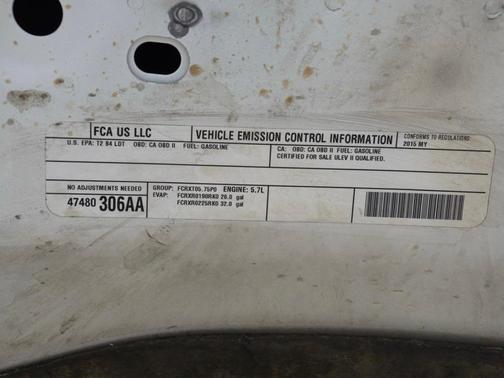 FCA US LLC
VEHICLE EMISSION CONTROL INFORMATION
CONFORMS TO REGULATIONS:
2015 MY
U.S. EPA: T2 B4 LDT OBD: CA OBD II FUEL: GASOLINE
CA: OBD: CA OBD II FUEL: GASOLINE
CERTIFIED FOR SALE ULEV II QUALIFIED.
NO ADJUSTMENTS NEEDED
47480 306AA
GROUP: FCRXT05.75P0 ENGINE: 5.7L
EVAP: FCRXR0190RK0 26.0 gal
FCRXR0225RK0 32.0 gal